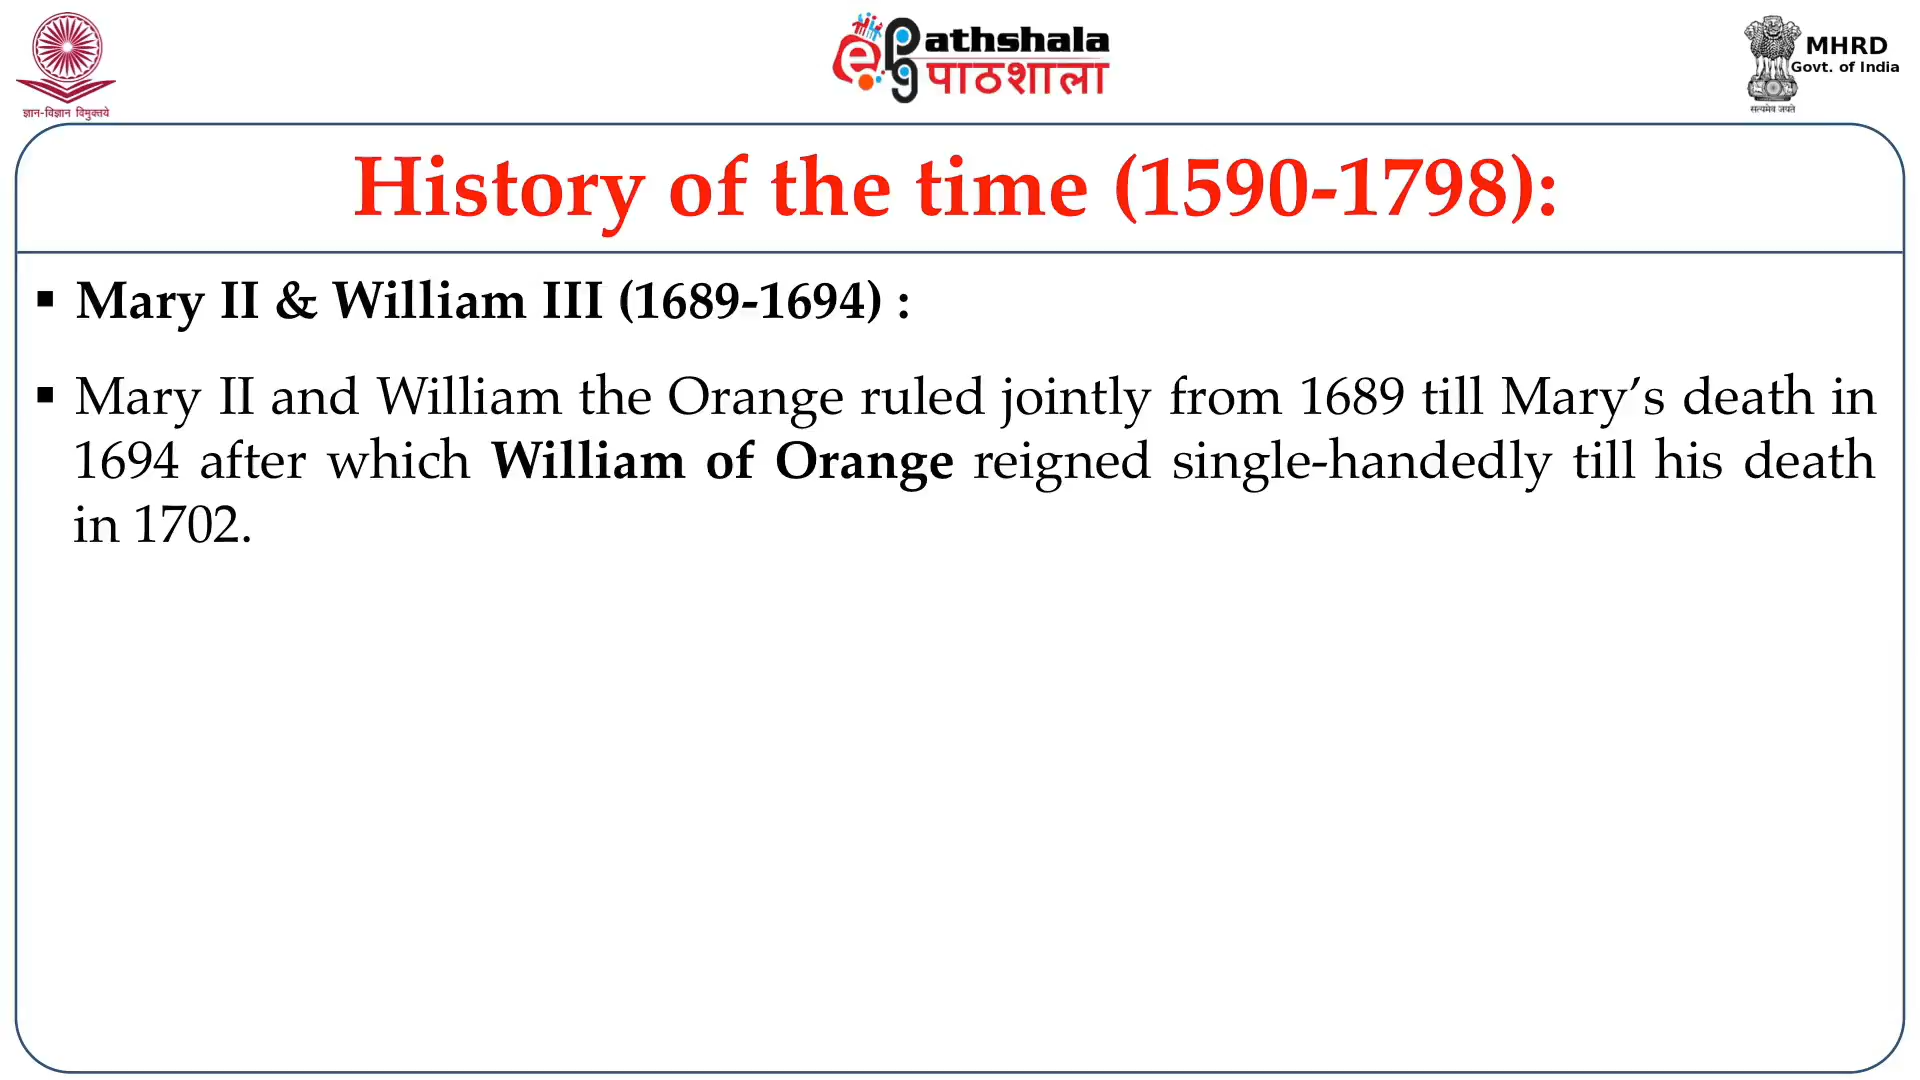 ज्ञान-विज्ञान विमुक्तये
ePathshala
पाठशाला
MHRD
Govt. of India
सत्यमेव जयते
History of the time (1590-1798):
▪ Mary II & William III (1689-1694) :
▪ Mary II and William the Orange ruled jointly from 1689 till Mary’s death in
1694 after which William of Orange reigned single-handedly till his death
in 1702.